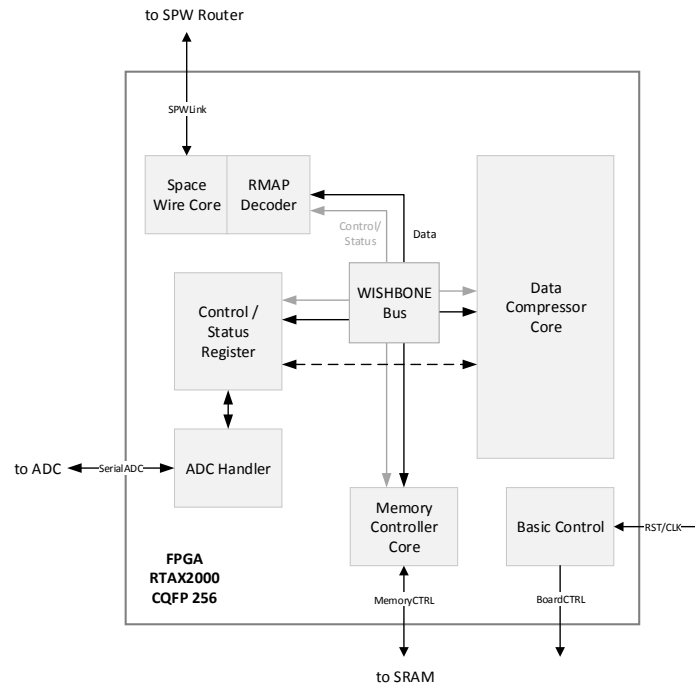 to SPW Router
SPWLink
Space
Wire Core
RMAP
Decoder
Control/
Status
Data
WISHBONE
Bus
Data
Compressor
Core
Control /
Status
Register
to ADC
SerialADC
ADC Handler
Memory
Controller
Core
Basic Control
RST/CLK
FPGA
RTAX2000
CQFP 256
MemoryCTRL
BoardCTRL
to SRAM